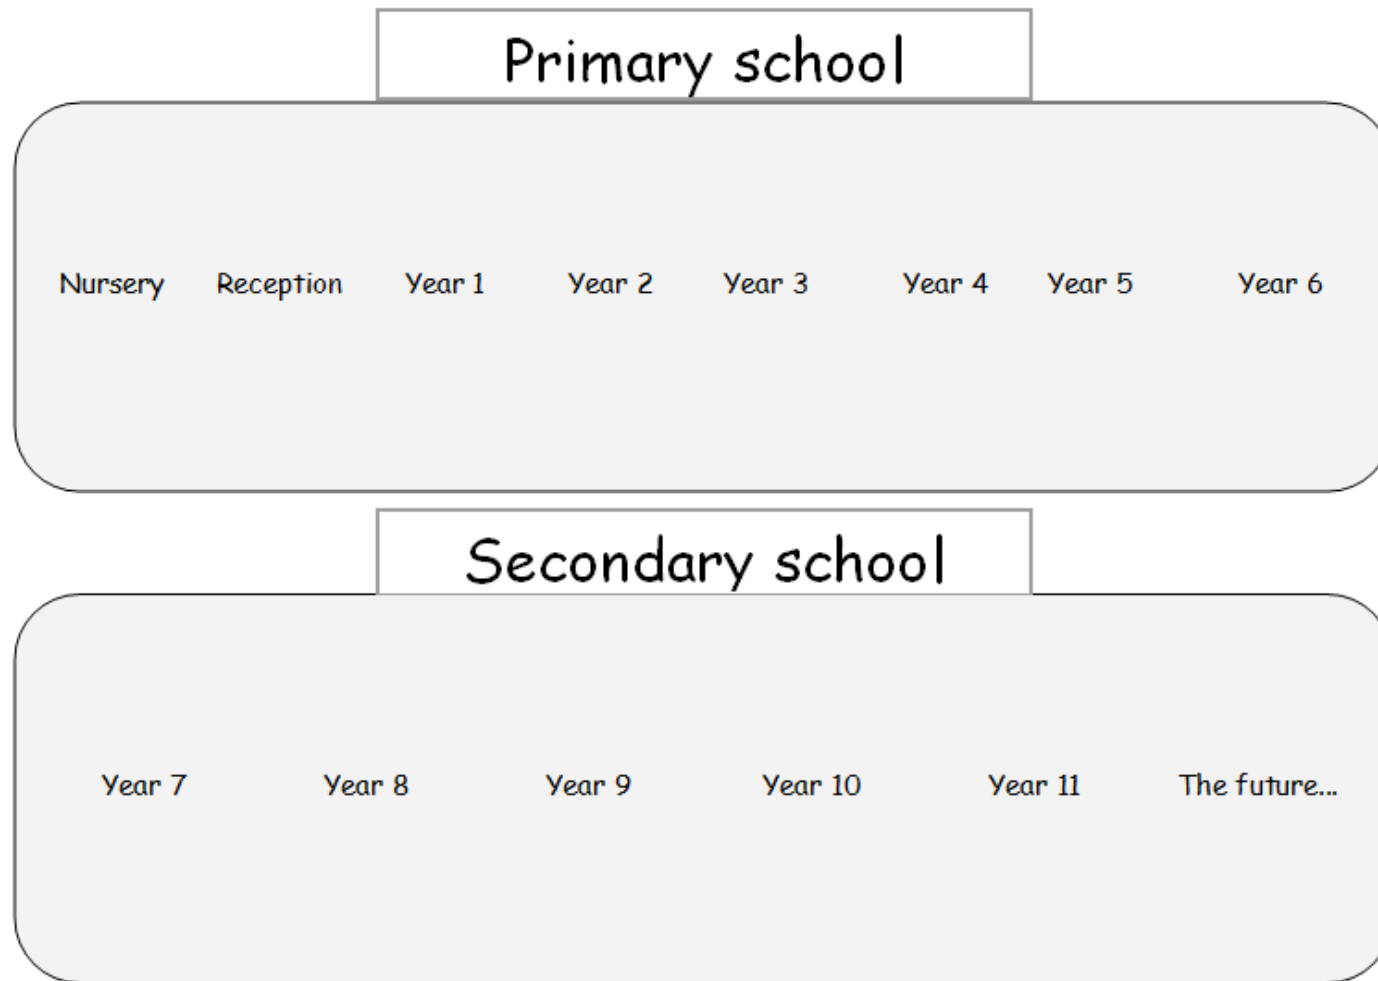 Primary school
Nursery Reception Year 1 Year 2 Year 3 Year 4 Year 5 Year 6
Secondary school
Year 7 Year 8 Year 9 Year 10 Year 11 The future...